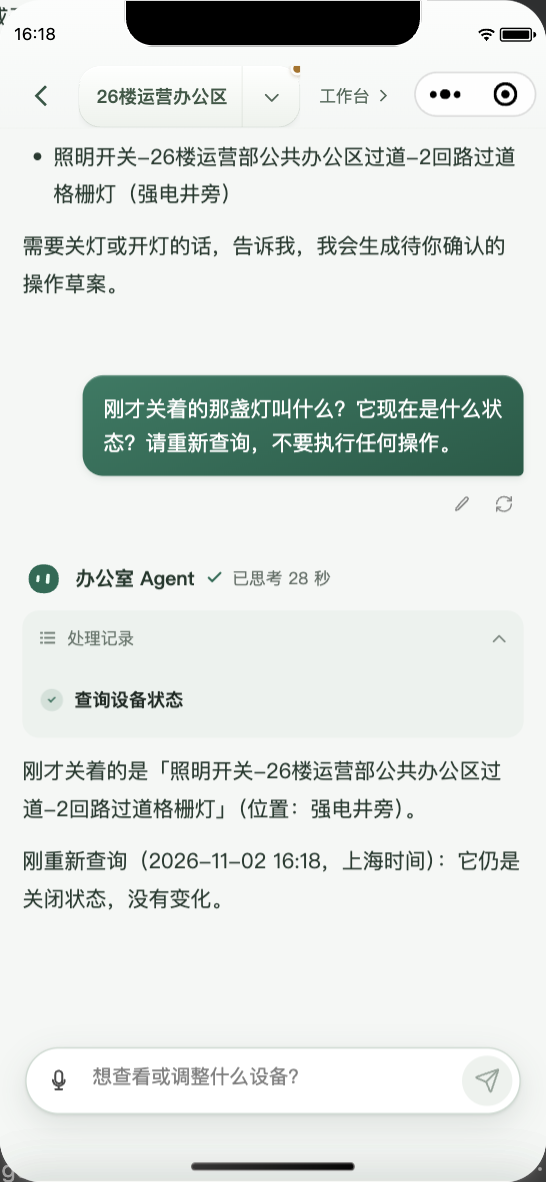 16:18
26楼运营办公区
工作台
• 照明开关–26楼运营部公共办公区过道–2回路过道
格栅灯（强电井旁）
需要关灯或开灯的话，告诉我，我会生成待你确认的
操作草案。
刚才关着的那盏灯叫什么？它现在是什么状
态？请重新查询，不要执行任何操作。
办公室 Agent
已思考 28 秒
处理记录
查询设备状态
刚才关着的是「照明开关–26楼运营部公共办公区过
道–2回路过道格栅灯」（位置：强电井旁）。
刚重新查询（2026–11–02 16:18，上海时间）：它仍是
关闭状态，没有变化。
想查看或调整什么设备？